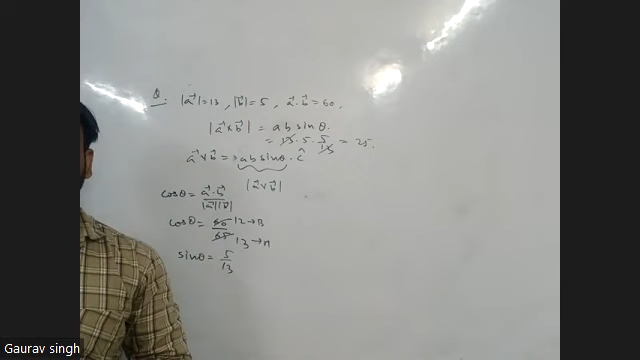 Q. |a⃗|=13, |b⃗|=5, a⃗·b⃗=60,
|a⃗×b⃗| = ab sinθ.
= 13·5·5/13 = 25.
a⃗×b⃗ = ab sinθ·ĉ
|a⃗×b⃗|
cosθ = a⃗·b⃗/|a⃗||b⃗|
cosθ = 60/65 12→B
13→H
sinθ = 5/13
Gaurav singh